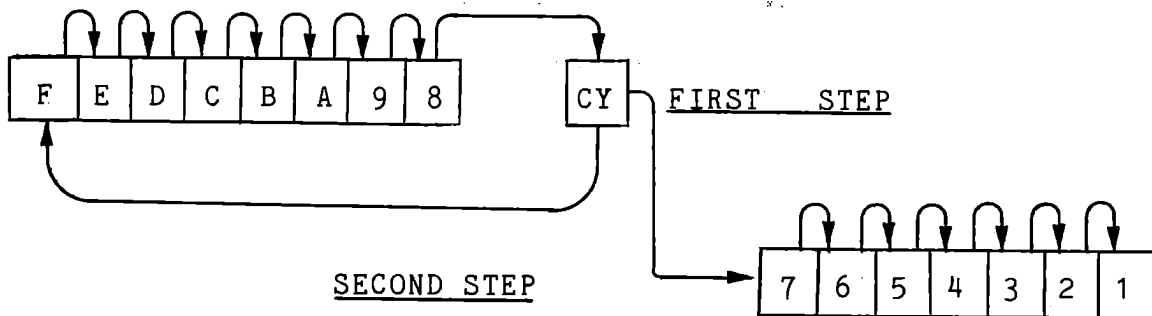 F E D C B A 9 8
CY
FIRST STEP
SECOND STEP
7 6 5 4 3 2 1